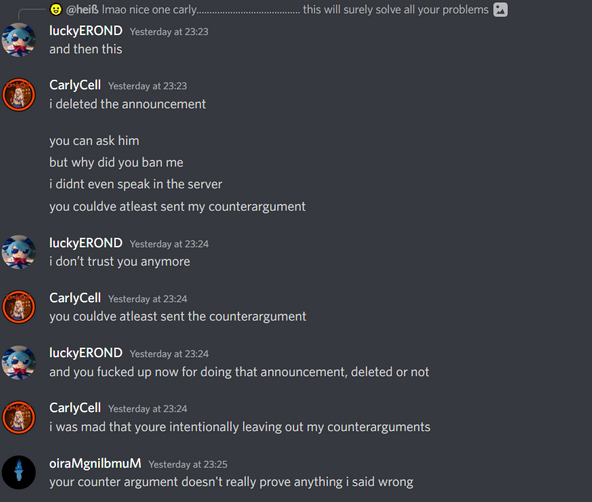 @heiß lmao nice one carly...................................... this will surely solve all your problems
luckyEROND Yesterday at 23:23
and then this
CarlyCell Yesterday at 23:23
i deleted the announcement
you can ask him
but why did you ban me
i didnt even speak in the server
you couldve atleast sent my counterargument
luckyEROND Yesterday at 23:24
i don’t trust you anymore
CarlyCell Yesterday at 23:24
you couldve atleast sent the counterargument
luckyEROND Yesterday at 23:24
and you fucked up now for doing that announcement, deleted or not
CarlyCell Yesterday at 23:24
i was mad that youre intentionally leaving out my counterarguments
oiraMgnilbmuM Yesterday at 23:25
your counter argument doesn't really prove anything i said wrong